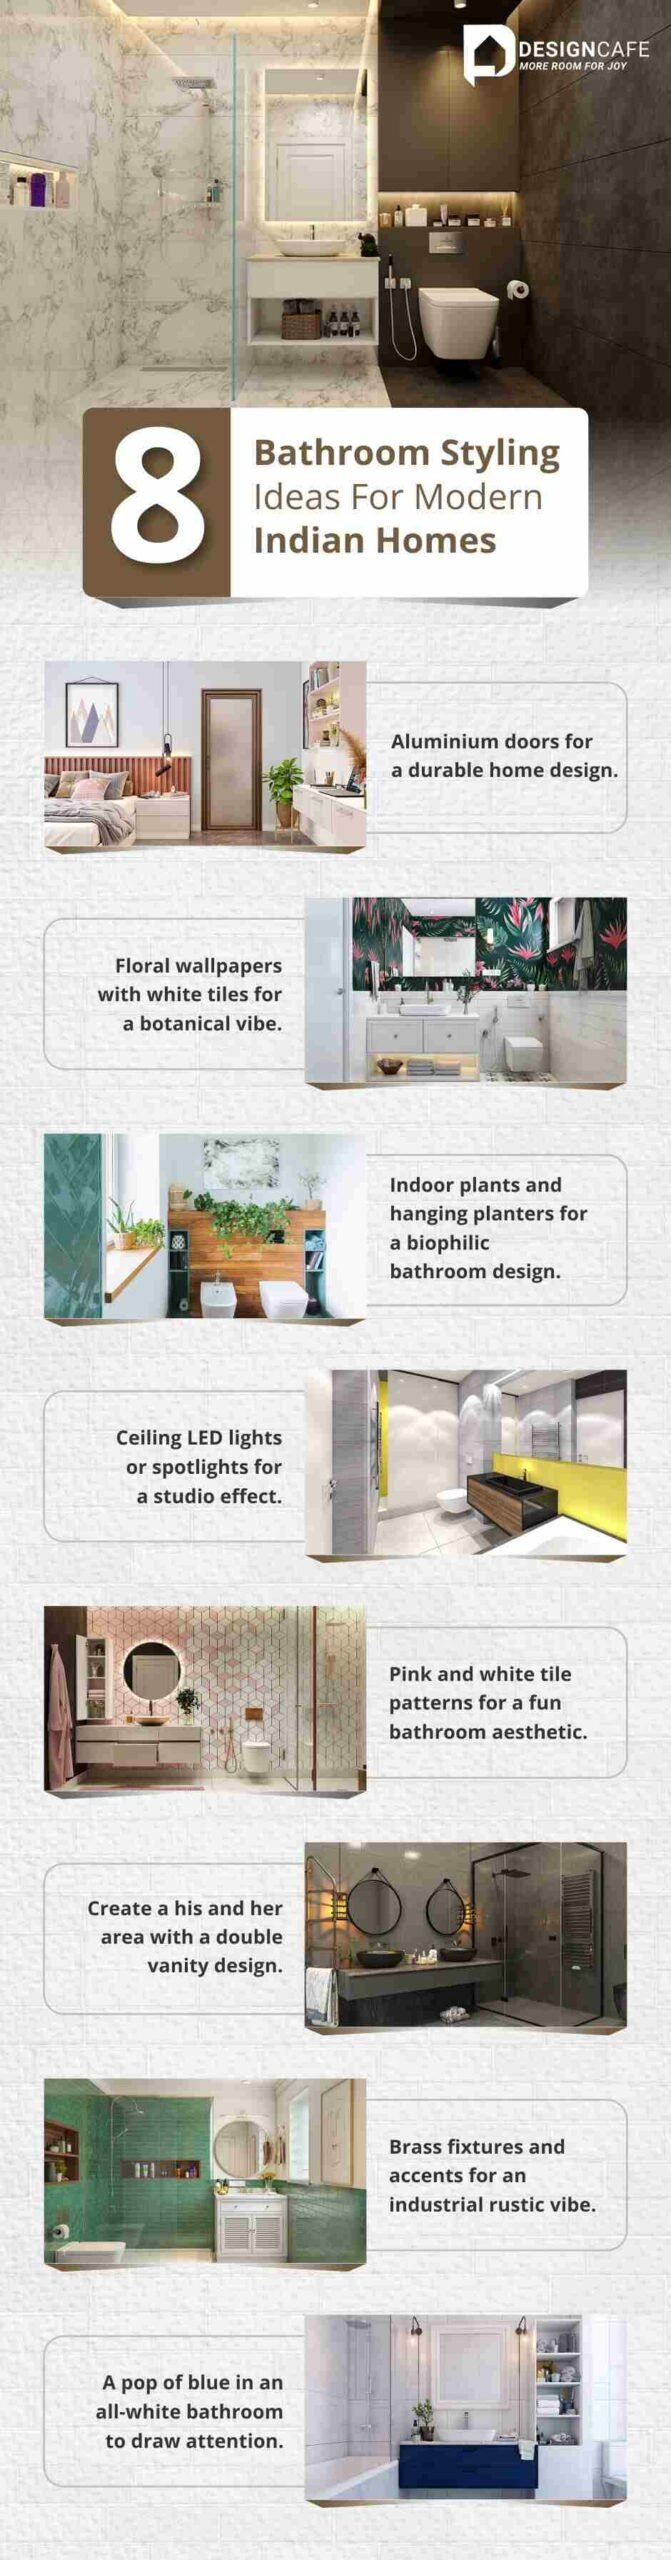 DESIGNCAFE
MORE ROOM FOR JOY
8
Bathroom Styling
Ideas For Modern
Indian Homes
Aluminium doors for
a durable home design.
Floral wallpapers
with white tiles for
a botanical vibe.
Indoor plants and
hanging planters for
a biophilic
bathroom design.
Ceiling LED lights
or spotlights for
a studio effect.
Pink and white tile
patterns for a fun
bathroom aesthetic.
Create a his and her
area with a double
vanity design.
Brass fixtures and
accents for an
industrial rustic vibe.
A pop of blue in an
all-white bathroom
to draw attention.